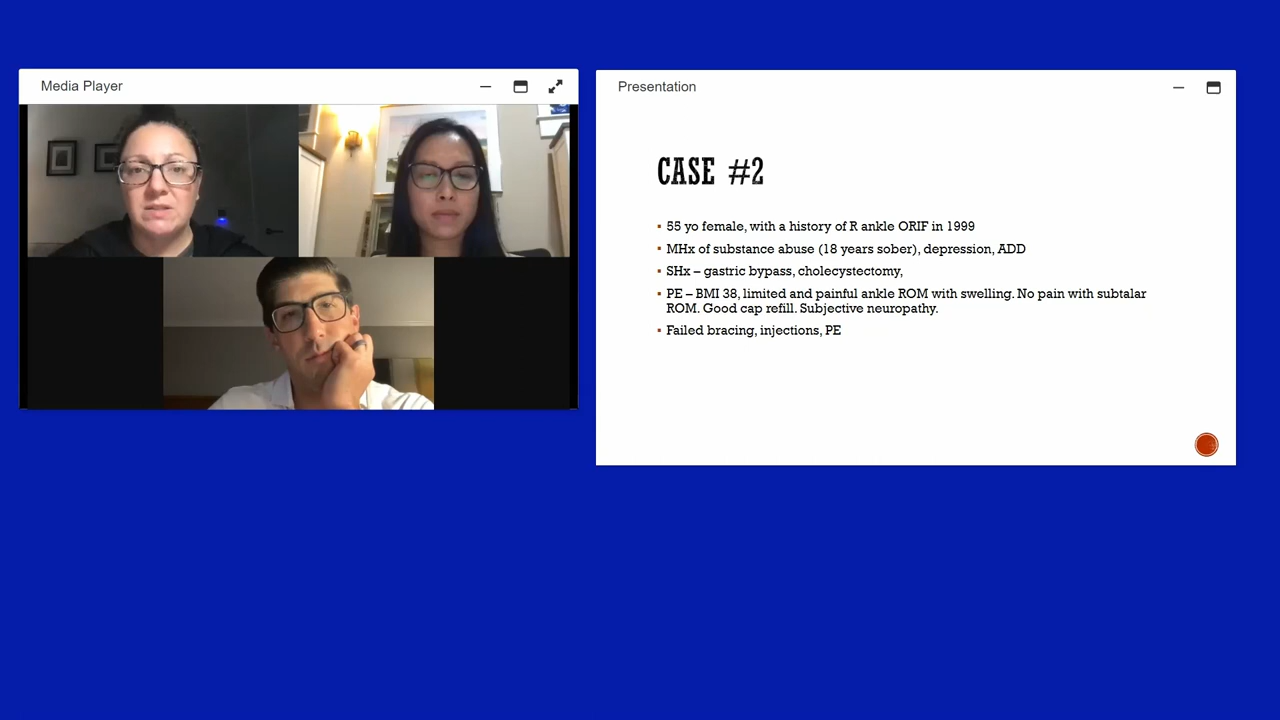 Media Player
Presentation
CASE #2
55 yo female, with a history of R ankle ORIF in 1999
MHx of substance abuse (18 years sober), depression, ADD
SHx – gastric bypass, cholecystectomy,
PE – BMI 38, limited and painful ankle ROM with swelling. No pain with subtalar
ROM. Good cap refill. Subjective neuropathy.
Failed bracing, injections, PE